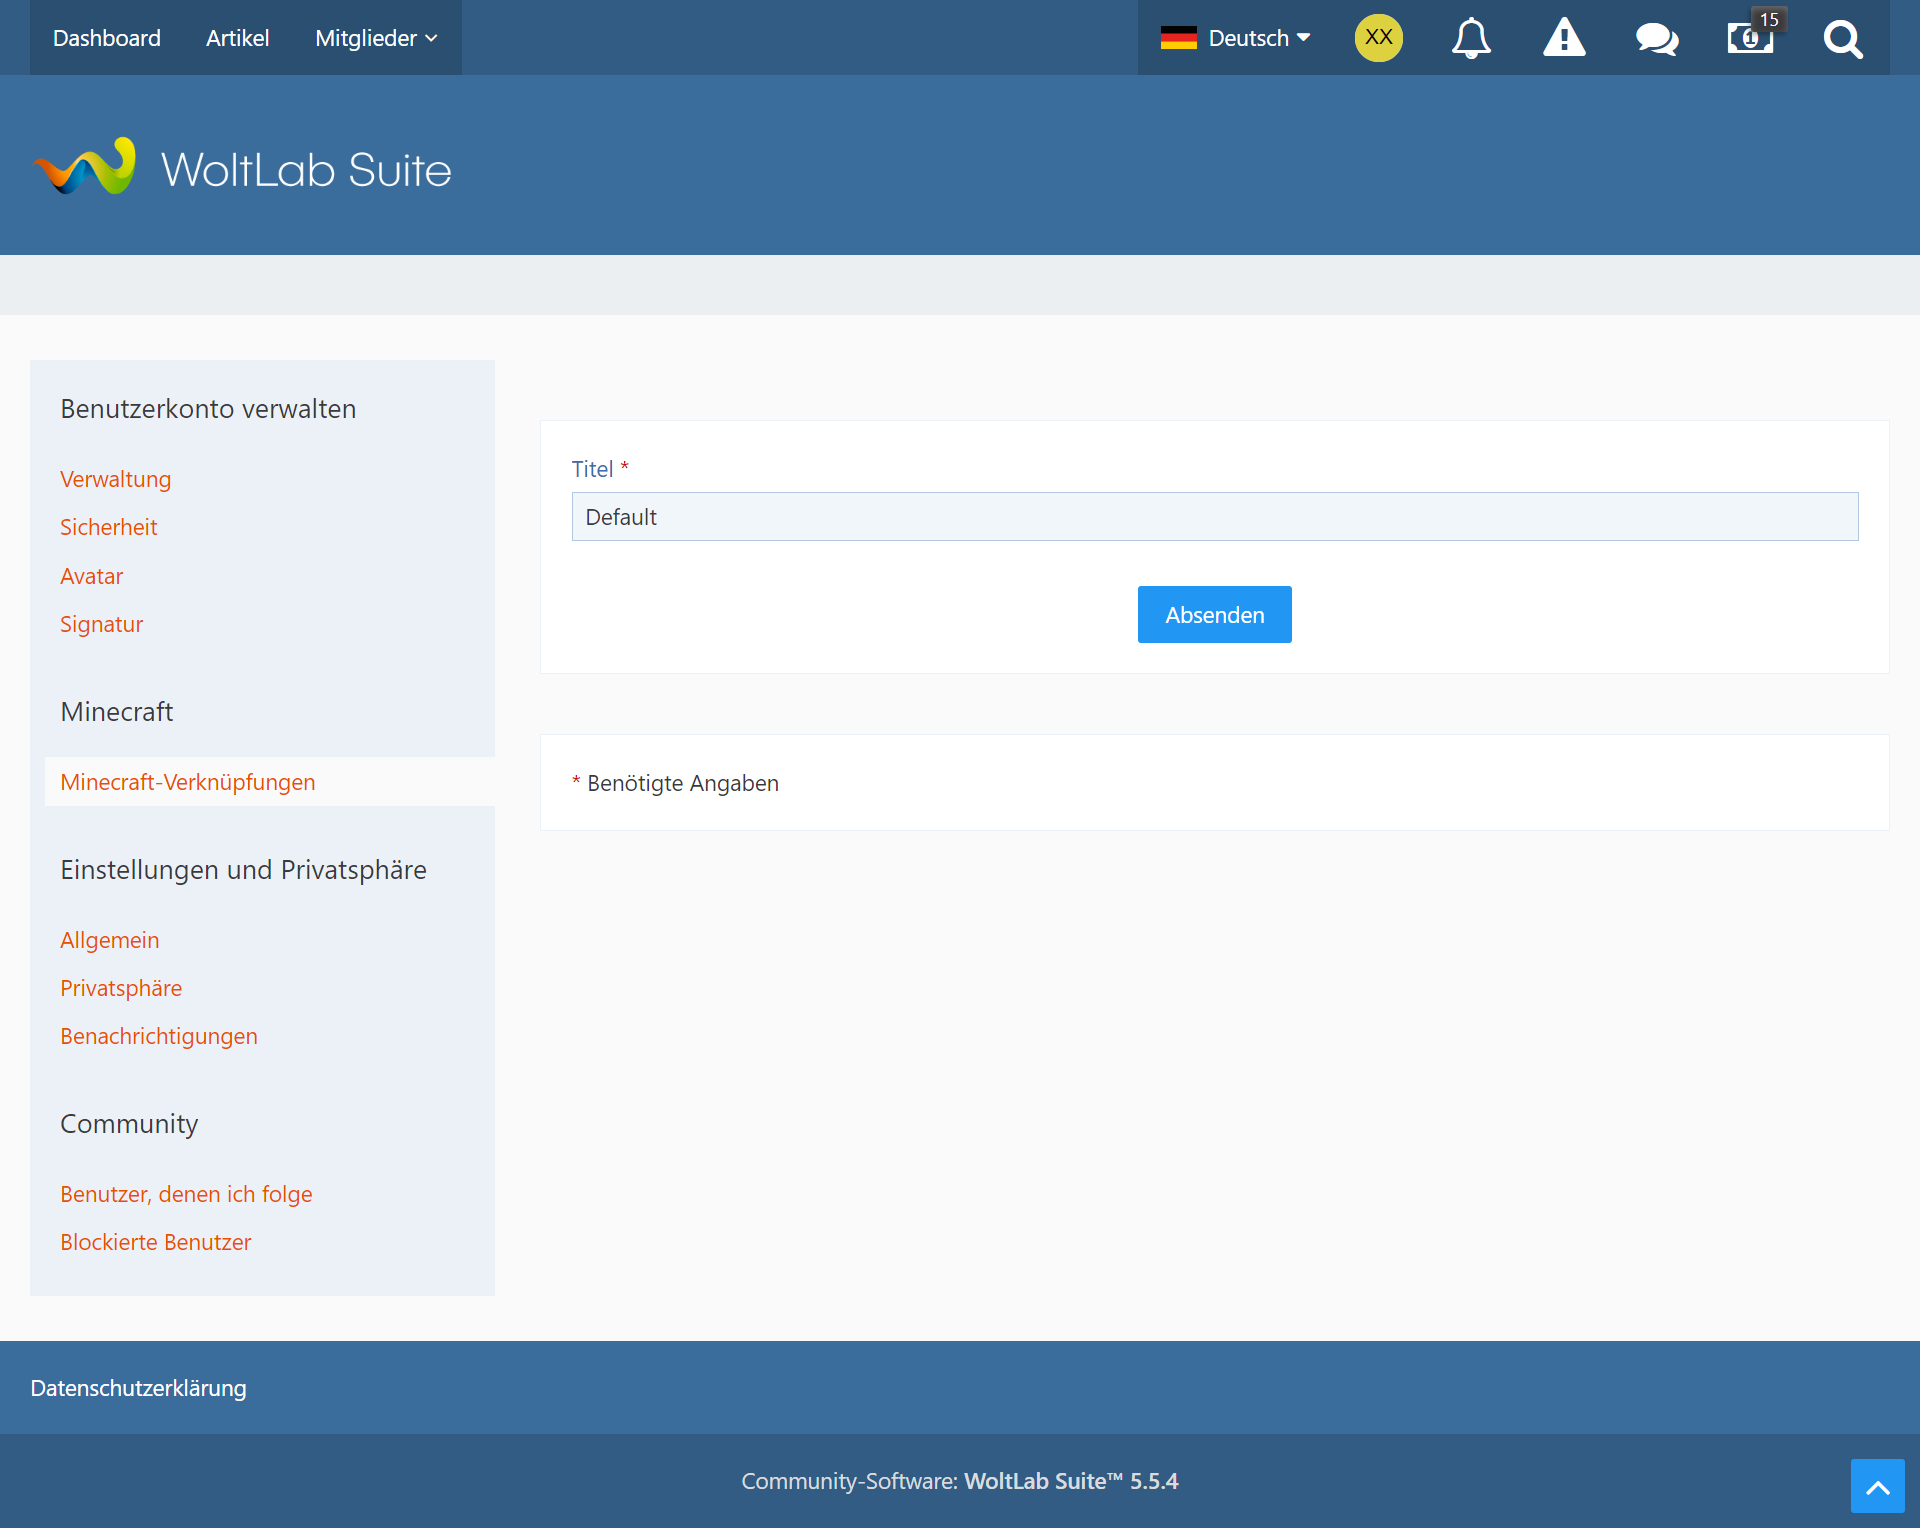 Dashboard Artikel Mitglieder Deutsch XX 15
WoltLab Suite
Benutzerkonto verwalten
Verwaltung
Sicherheit
Avatar
Signatur
Minecraft
Minecraft-Verknüpfungen
Einstellungen und Privatsphäre
Allgemein
Privatsphäre
Benachrichtigungen
Community
Benutzer, denen ich folge
Blockierte Benutzer
Titel *
Default
Absenden
* Benötigte Angaben
Datenschutzerklärung
Community-Software: WoltLab Suite™ 5.5.4